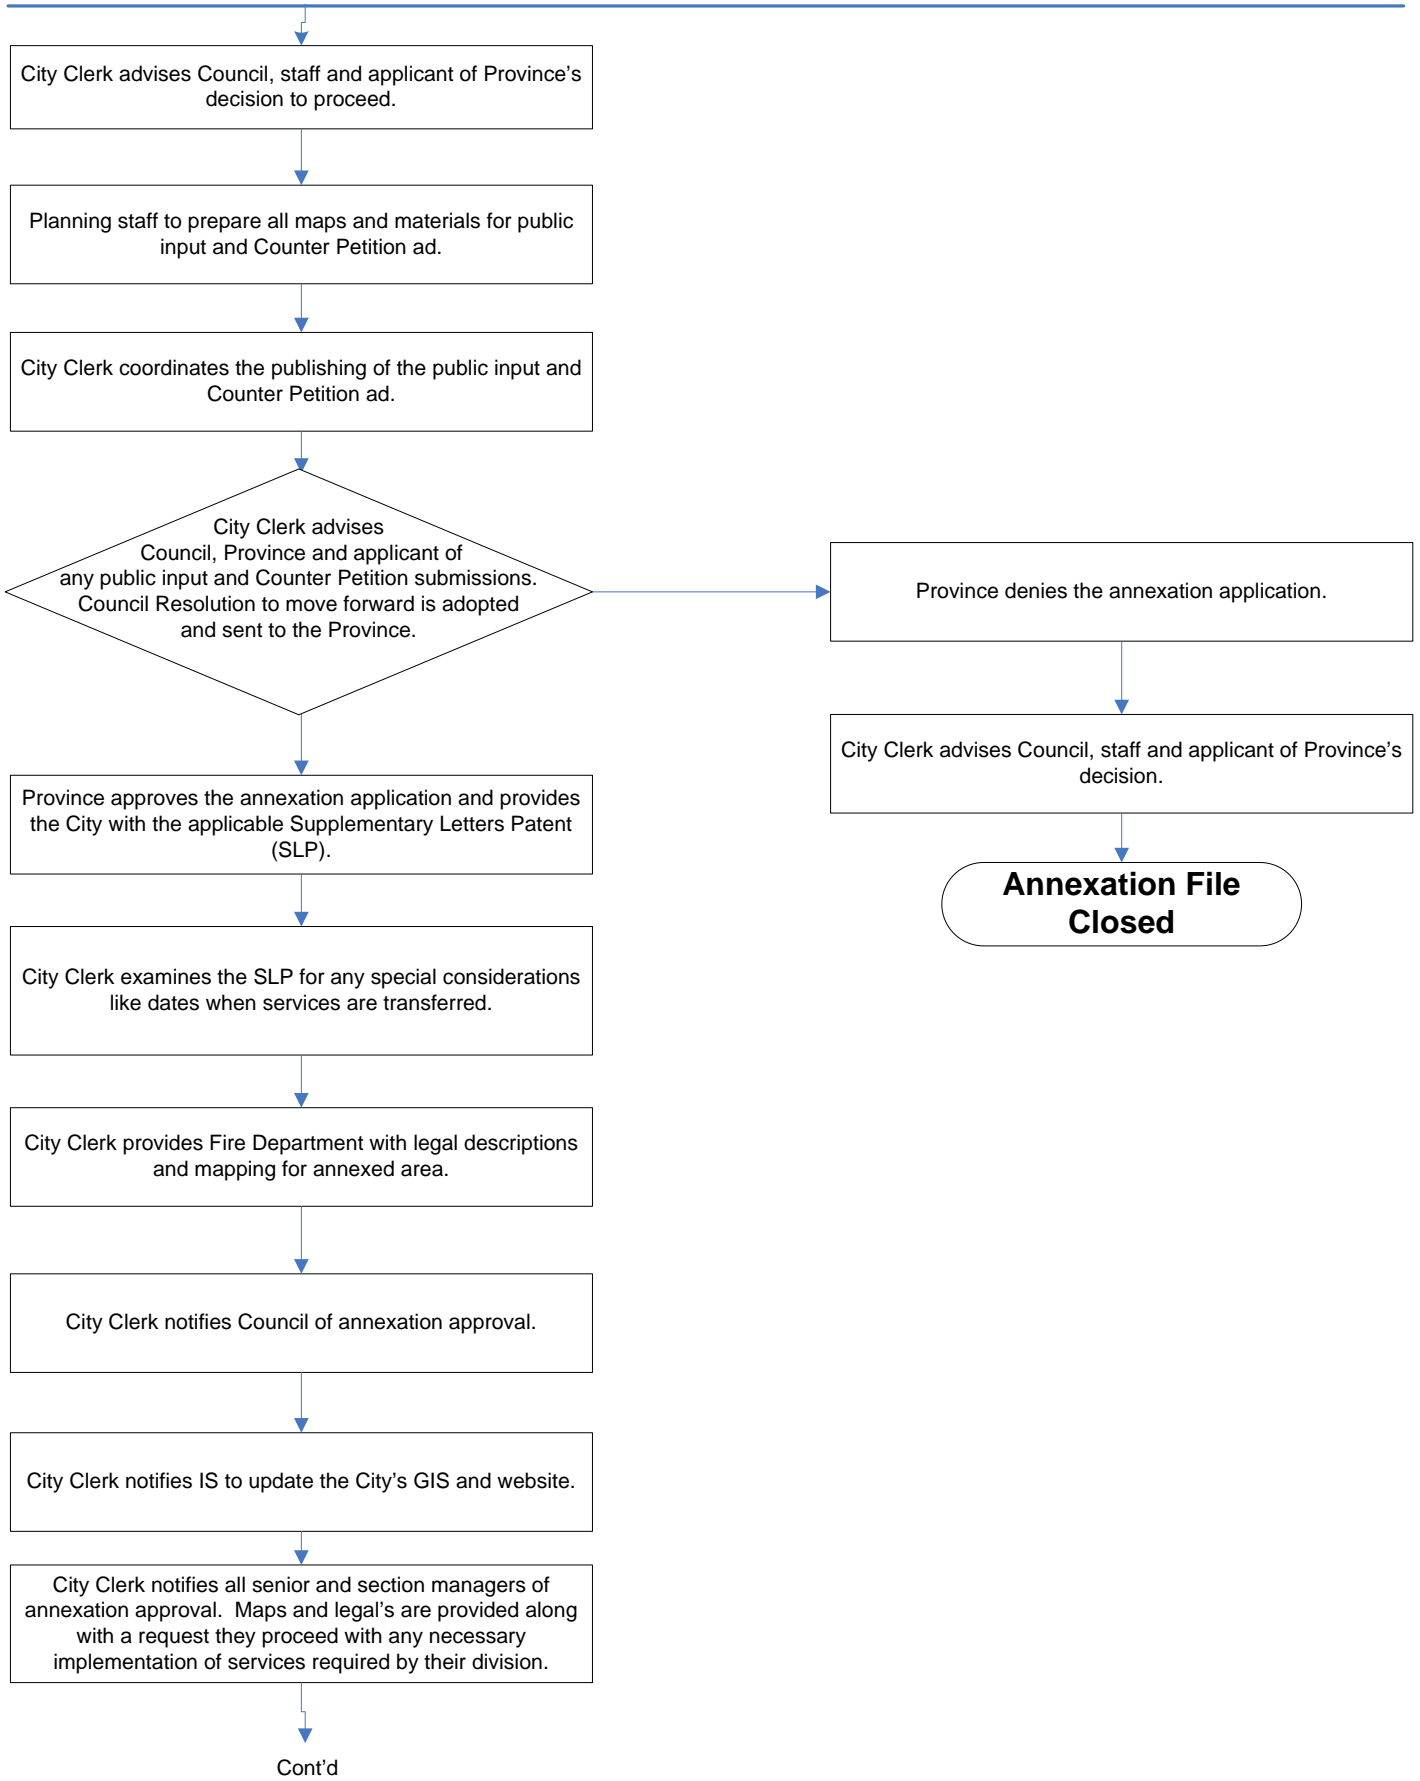 City Clerk advises Council, staff and applicant of Province’s
decision to proceed.
Planning staff to prepare all maps and materials for public
input and Counter Petition ad.
City Clerk coordinates the publishing of the public input and
Counter Petition ad.
City Clerk advises
Council, Province and applicant of
any public input and Counter Petition submissions.
Council Resolution to move forward is adopted
and sent to the Province.
Province denies the annexation application.
City Clerk advises Council, staff and applicant of Province’s
decision.
Annexation File
Closed
Province approves the annexation application and provides
the City with the applicable Supplementary Letters Patent
(SLP).
City Clerk examines the SLP for any special considerations
like dates when services are transferred.
City Clerk provides Fire Department with legal descriptions
and mapping for annexed area.
City Clerk notifies Council of annexation approval.
City Clerk notifies IS to update the City’s GIS and website.
City Clerk notifies all senior and section managers of
annexation approval.  Maps and legal’s are provided along
with a request they proceed with any necessary
implementation of services required by their division.
Cont’d